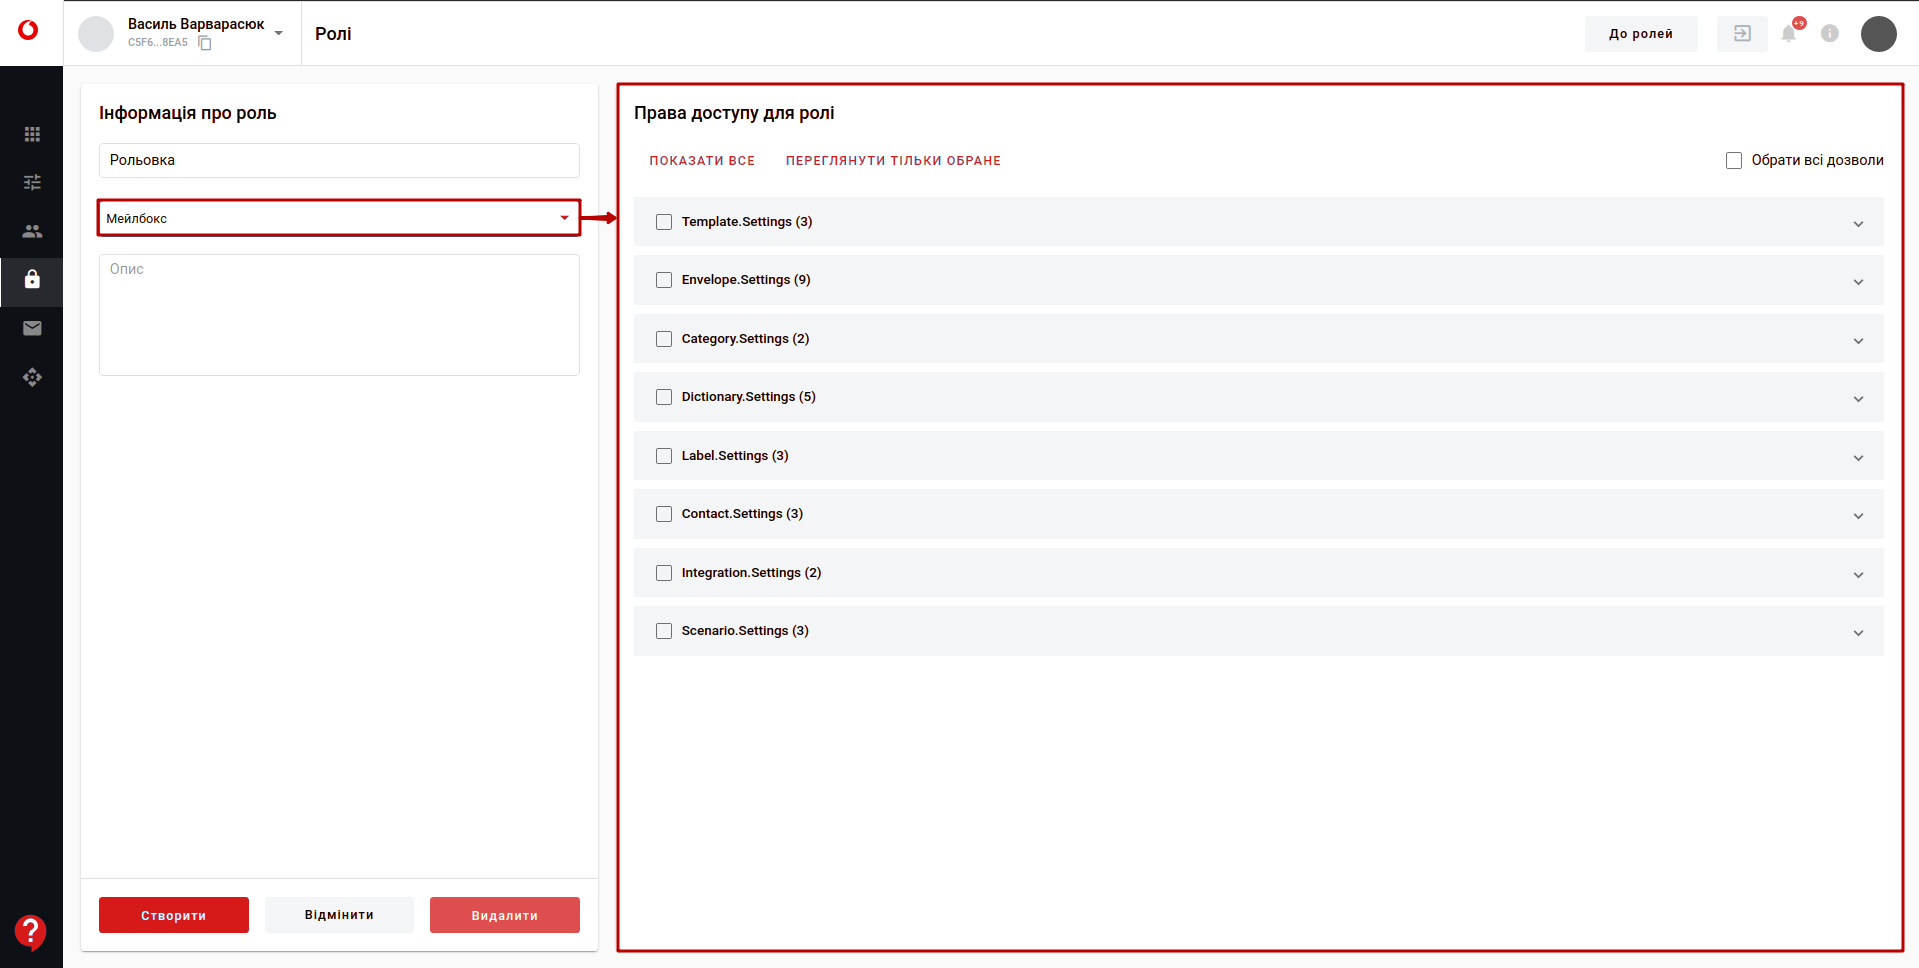 Василь Варварасюк
C5F6...8EA5
Ролі
До ролей
+9
Інформація про роль
Рольовка
Мейлбокс
Опис
Створити
Відмінити
Видалити
Права доступу для ролі
ПОКАЗАТИ ВСЕ
ПЕРЕГЛЯНУТИ ТІЛЬКИ ОБРАНЕ
Обрати всі дозволи
Template.Settings (3)
Envelope.Settings (9)
Category.Settings (2)
Dictionary.Settings (5)
Label.Settings (3)
Contact.Settings (3)
Integration.Settings (2)
Scenario.Settings (3)